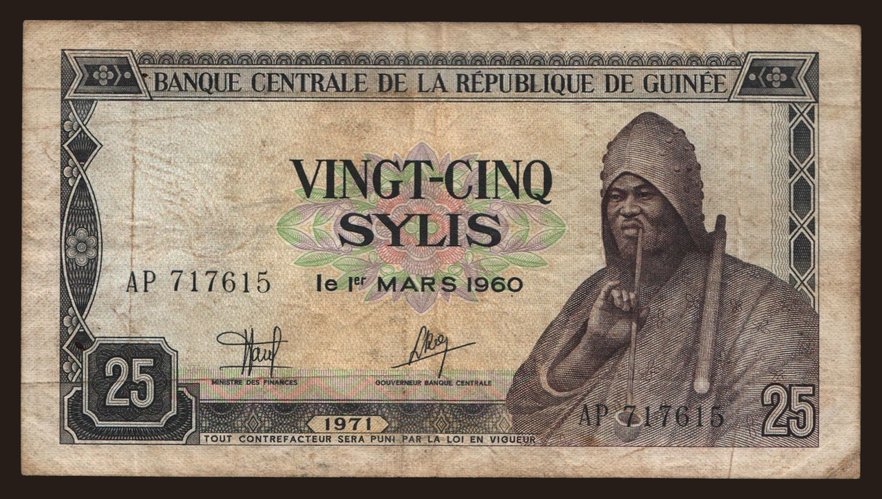 BANQUE CENTRALE DE LA RÉPUBLIQUE DE GUINÉE
VINGT-CINQ
SYLIS
AP 717615
le 1er MARS 1960
MINISTRE DES FINANCES
GOUVERNEUR BANQUE CENTRALE
25
1971
AP 717615
25
TOUT CONTREFACTEUR SERA PUNI PAR LA LOI EN VIGUEUR